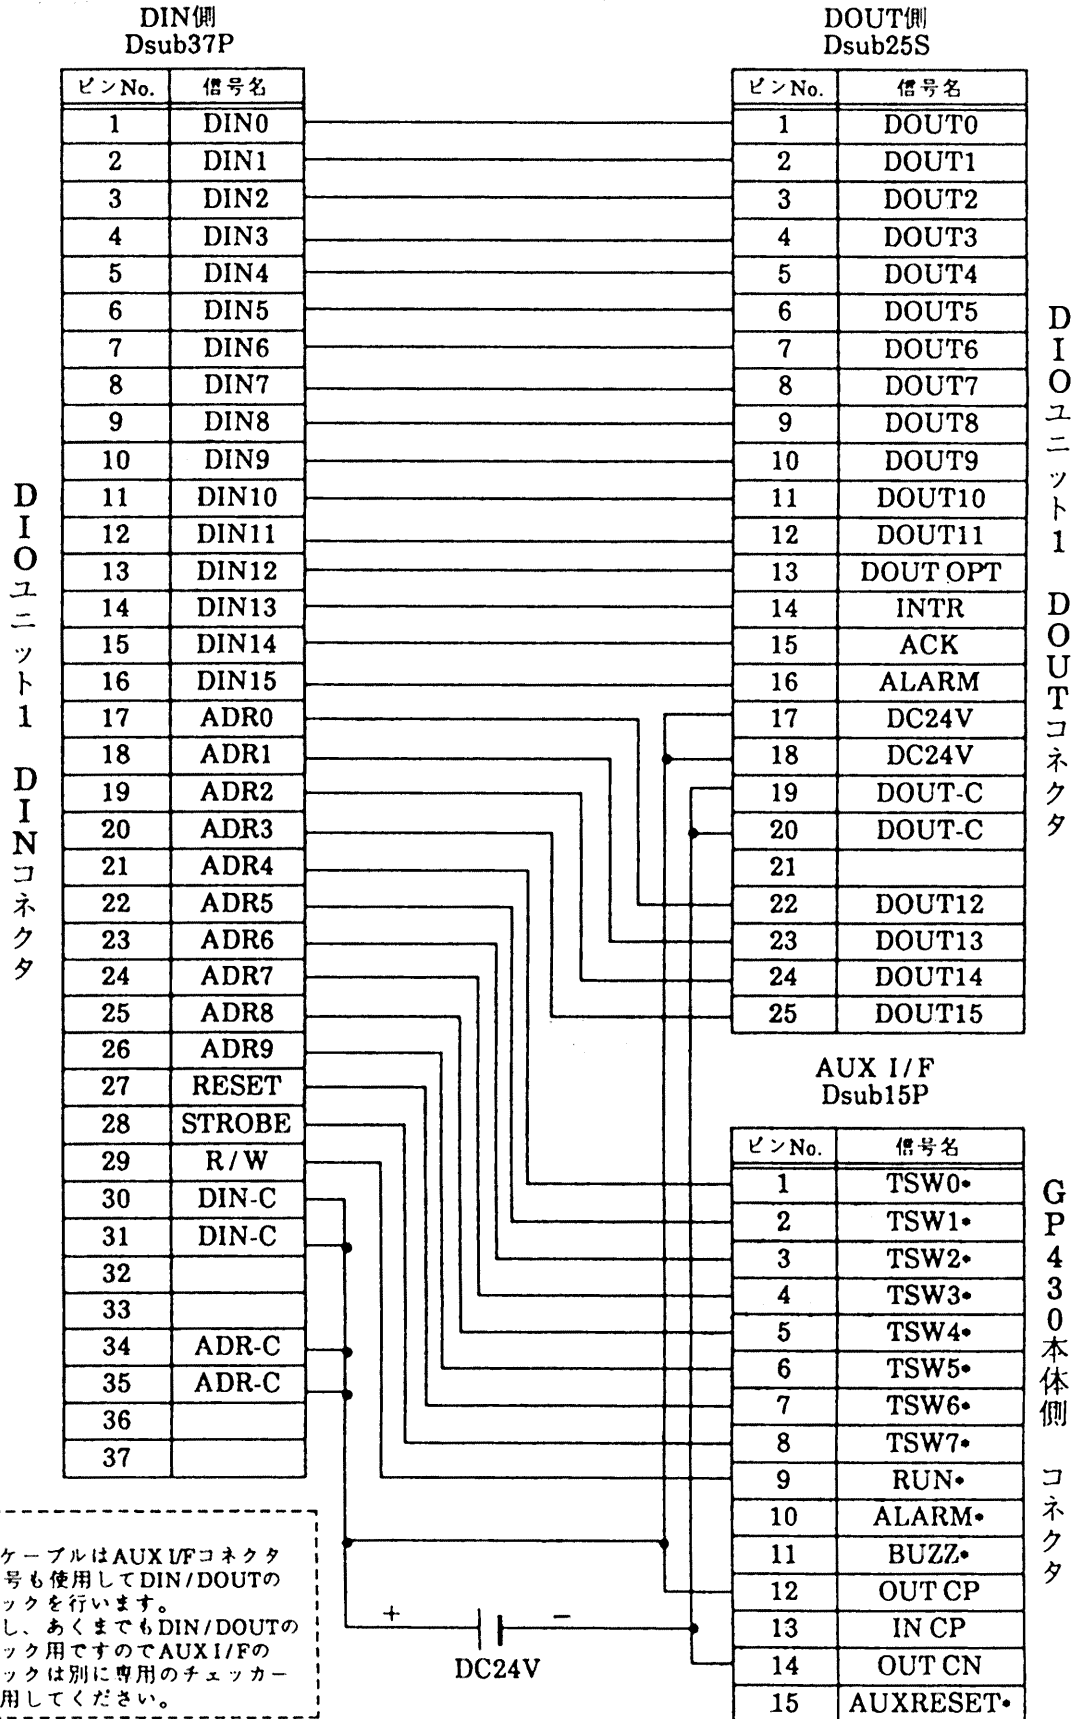 DIN側
Dsub37P
ピンNo. 信号名
1 DIN0
2 DIN1
3 DIN2
4 DIN3
5 DIN4
6 DIN5
7 DIN6
8 DIN7
9 DIN8
10 DIN9
11 DIN10
12 DIN11
13 DIN12
14 DIN13
15 DIN14
16 DIN15
17 ADR0
18 ADR1
19 ADR2
20 ADR3
21 ADR4
22 ADR5
23 ADR6
24 ADR7
25 ADR8
26 ADR9
27 RESET
28 STROBE
29 R/W
30 DIN-C
31 DIN-C
32
33
34 ADR-C
35 ADR-C
36
37
DIOユニット1 DINコネクタ
DOUT側
Dsub25S
ピンNo. 信号名
1 DOUT0
2 DOUT1
3 DOUT2
4 DOUT3
5 DOUT4
6 DOUT5
7 DOUT6
8 DOUT7
9 DOUT8
10 DOUT9
11 DOUT10
12 DOUT11
13 DOUT OPT
14 INTR
15 ACK
16 ALARM
17 DC24V
18 DC24V
19 DOUT-C
20 DOUT-C
21
22 DOUT12
23 DOUT13
24 DOUT14
25 DOUT15
DIOユニット1 DOUTコネクタ
AUX I/F
Dsub15P
ピンNo. 信号名
1 TSW0*
2 TSW1*
3 TSW2*
4 TSW3*
5 TSW4*
6 TSW5*
7 TSW6*
8 TSW7*
9 RUN*
10 ALARM*
11 BUZZ*
12 OUT CP
13 IN CP
14 OUT CN
15 AUXRESET*
GP430本体側 コネクタ
+ −
DC24V
ケーブルはAUX I/Fコネクタ
号も使用してDIN/DOUTの
ックを行います。
し、あくまでもDIN/DOUTの
ック用ですのでAUX I/Fの
ックは別に専用のチェッカー
用してください。